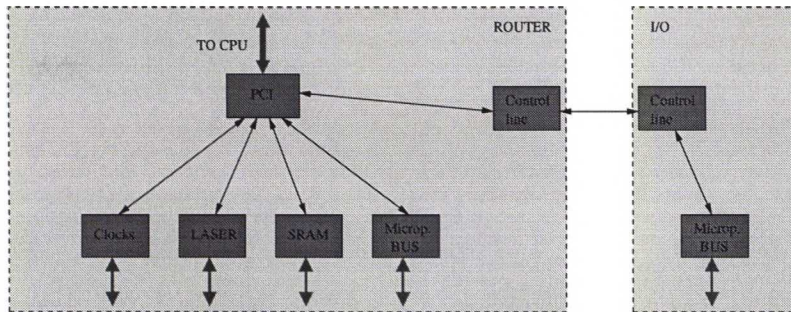 ROUTER
I/O
TO CPU
PCI
Control
line
Control
line
Clocks
LASER
SRAM
Microp.
BUS
Microp.
BUS